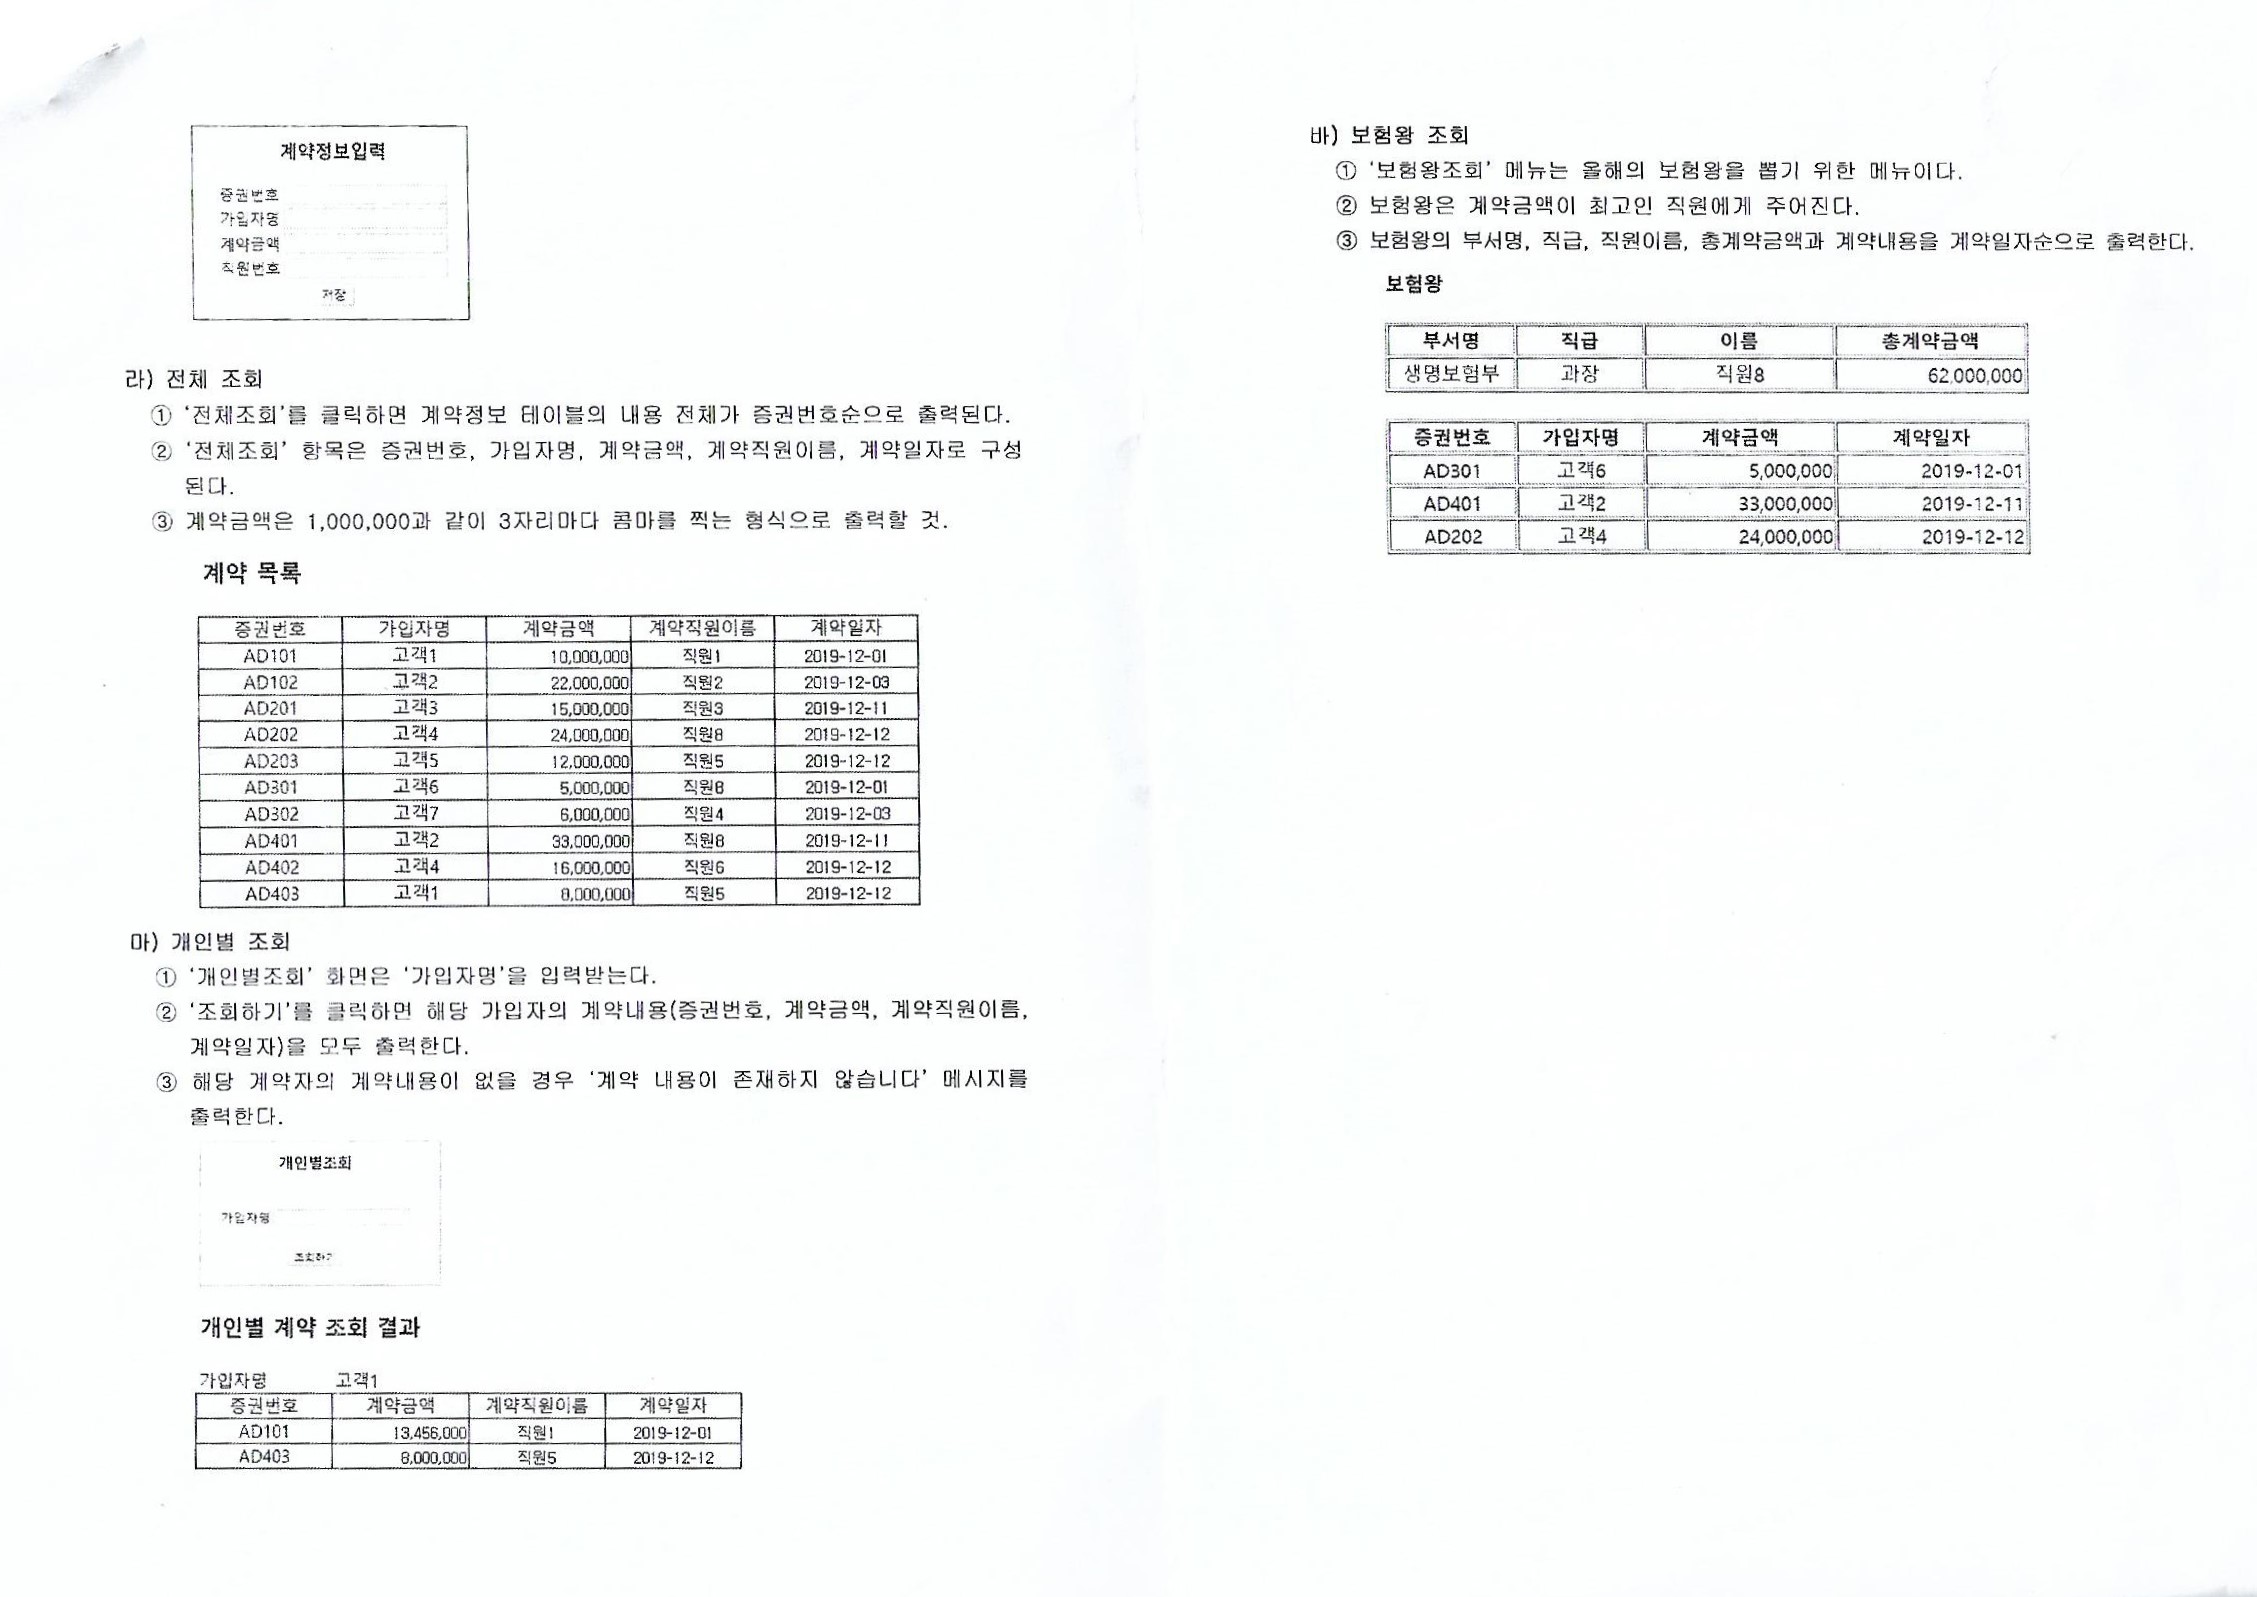 계약정보입력
증권번호
가입자명
계약금액
직원번호
저장
라) 전체 조회
① '전체조회'를 클릭하면 계약정보 테이블의 내용 전체가 증권번호순으로 출력된다.
② '전체조회' 항목은 증권번호, 가입자명, 계약금액, 계약직원이름, 계약일자로 구성
된다.
③ 계약금액은 1,000,000과 같이 3자리마다 콤마를 찍는 형식으로 출력할 것.
계약 목록
증권번호 가입자명 계약금액 계약직원이름 계약일자
AD101 고객1 10,000,000 직원1 2019-12-01
AD102 고객2 22,000,000 직원2 2019-12-03
AD201 고객3 15,000,000 직원3 2019-12-11
AD202 고객4 24,000,000 직원8 2019-12-12
AD203 고객5 12,000,000 직원5 2019-12-12
AD301 고객6 5,000,000 직원8 2019-12-01
AD302 고객7 6,000,000 직원4 2019-12-03
AD401 고객2 33,000,000 직원8 2019-12-11
AD402 고객4 16,000,000 직원6 2019-12-12
AD403 고객1 8,000,000 직원5 2019-12-12
마) 개인별 조회
① '개인별조회' 화면은 '가입자명'을 입력받는다.
② '조회하기'를 클릭하면 해당 가입자의 계약내용(증권번호, 계약금액, 계약직원이름,
계약일자)을 모두 출력한다.
③ 해당 계약자의 계약내용이 없을 경우 '계약 내용이 존재하지 않습니다' 메시지를
출력한다.
개인별조회
가입자명
조회하기
개인별 계약 조회 결과
가입자명 고객1
증권번호 계약금액 계약직원이름 계약일자
AD101 13,456,000 직원1 2019-12-01
AD403 8,000,000 직원5 2019-12-12
바) 보험왕 조회
① '보험왕조회' 메뉴는 올해의 보험왕을 뽑기 위한 메뉴이다.
② 보험왕은 계약금액이 최고인 직원에게 주어진다.
③ 보험왕의 부서명, 직급, 직원이름, 총계약금액과 계약내용을 계약일자순으로 출력한다.
보험왕
부서명 직급 이름 총계약금액
생명보험부 과장 직원8 62,000,000
증권번호 가입자명 계약금액 계약일자
AD301 고객6 5,000,000 2019-12-01
AD401 고객2 33,000,000 2019-12-11
AD202 고객4 24,000,000 2019-12-12